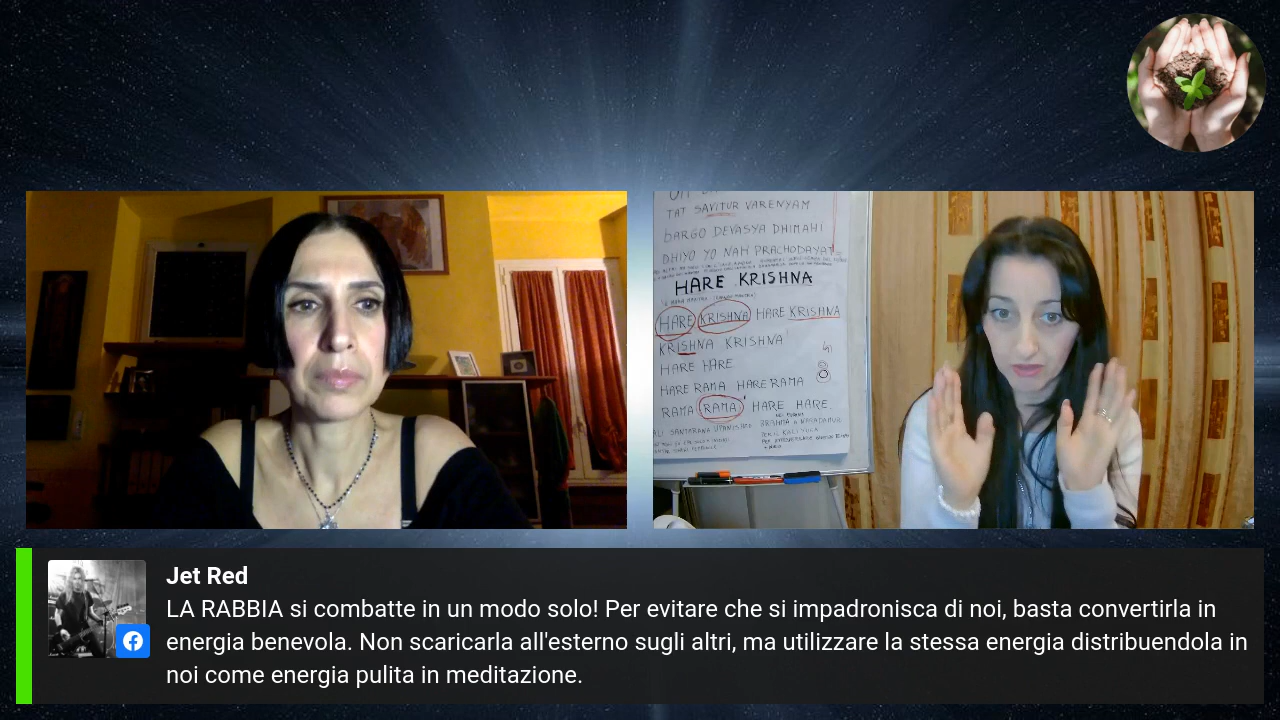 TAT SAVITUR VARENYAM
BARGO DEVASYA DHIMAHI
DHIYO YO NAH PRACHODAYAT
HARE KRISHNA
HARE KRISHNA HARE KRISHNA
KRISHNA KRISHNA
HARE HARE
HARE RAMA HARE RAMA
RAMA RAMA HARE HARE
Jet Red
LA RABBIA si combatte in un modo solo! Per evitare che si impadronisca di noi, basta convertirla in
energia benevola. Non scaricarla all'esterno sugli altri, ma utilizzare la stessa energia distribuendola in
noi come energia pulita in meditazione.